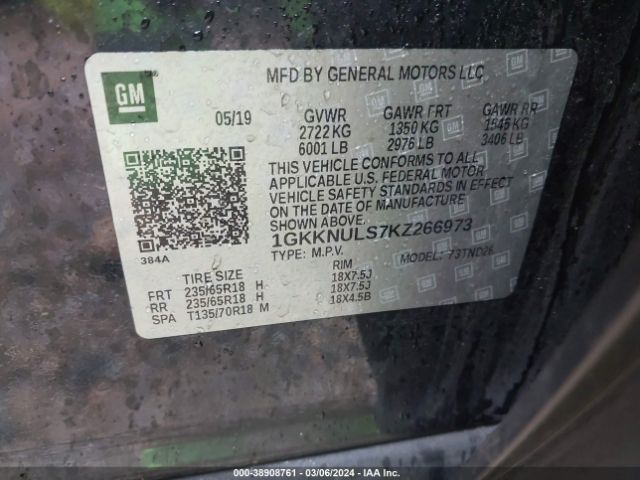 GM
MFD BY GENERAL MOTORS LLC
05/19 GVWR GAWR FRT GAWR RR
2722 KG 1350 KG 1545 KG
6001 LB 2976 LB 3406 LB
THIS VEHICLE CONFORMS TO ALL
APPLICABLE U.S. FEDERAL MOTOR
VEHICLE SAFETY STANDARDS IN EFFECT
ON THE DATE OF MANUFACTURE
SHOWN ABOVE.
1GKKNULS7KZ266973
TYPE: M.P.V. MODEL: 73TND26
384A
TIRE SIZE RIM
FRT 235/65R18 H 18X7.5J
RR 235/65R18 H 18X7.5J
SPA T135/70R18 M 18X4.5B
000-38908761 - 03/06/2024 - IAA Inc.